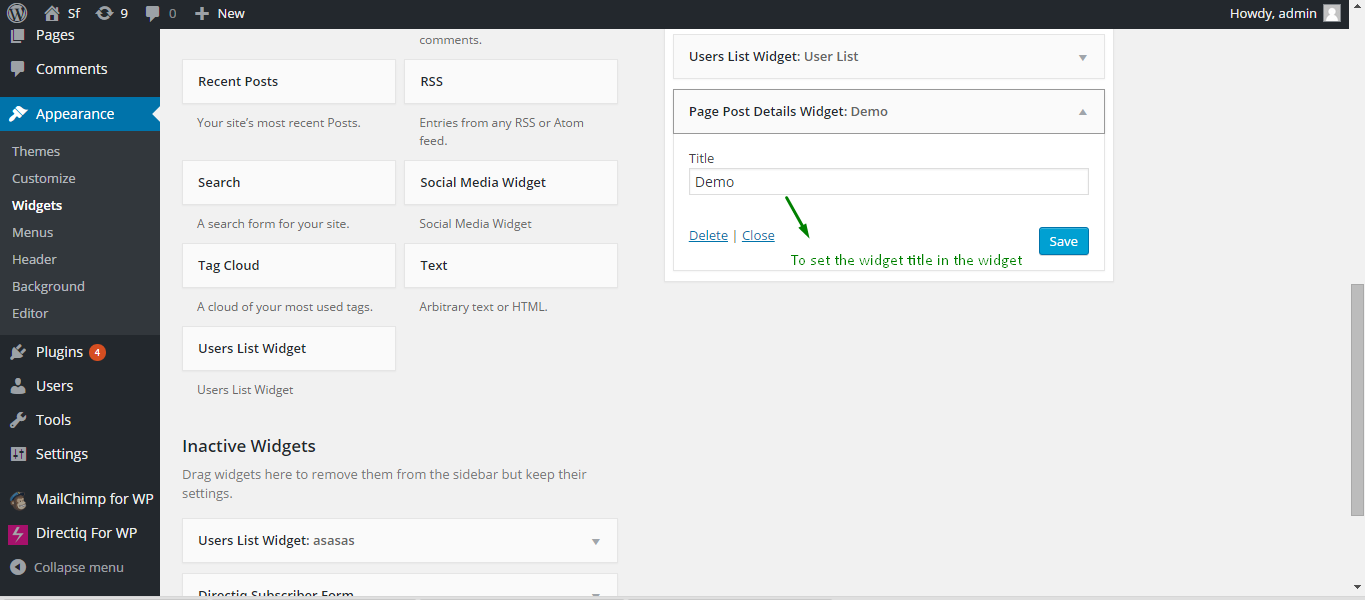 Sf 9 0 New Howdy, admin
Pages
Comments
Appearance
Themes
Customize
Widgets
Menus
Header
Background
Editor
Plugins 4
Users
Tools
Settings
MailChimp for WP
Directiq For WP
Collapse menu
comments.
Recent Posts
Your site's most recent Posts.
RSS
Entries from any RSS or Atom
feed.
Search
A search form for your site.
Social Media Widget
Social Media Widget
Tag Cloud
A cloud of your most used tags.
Text
Arbitrary text or HTML.
Users List Widget
Users List Widget
Inactive Widgets
Drag widgets here to remove them from the sidebar but keep their
settings.
Users List Widget: asasas
Directiq Subscriber Form
Users List Widget: User List
Page Post Details Widget: Demo
Title
Demo
Delete | Close
Save
To set the widget title in the widget